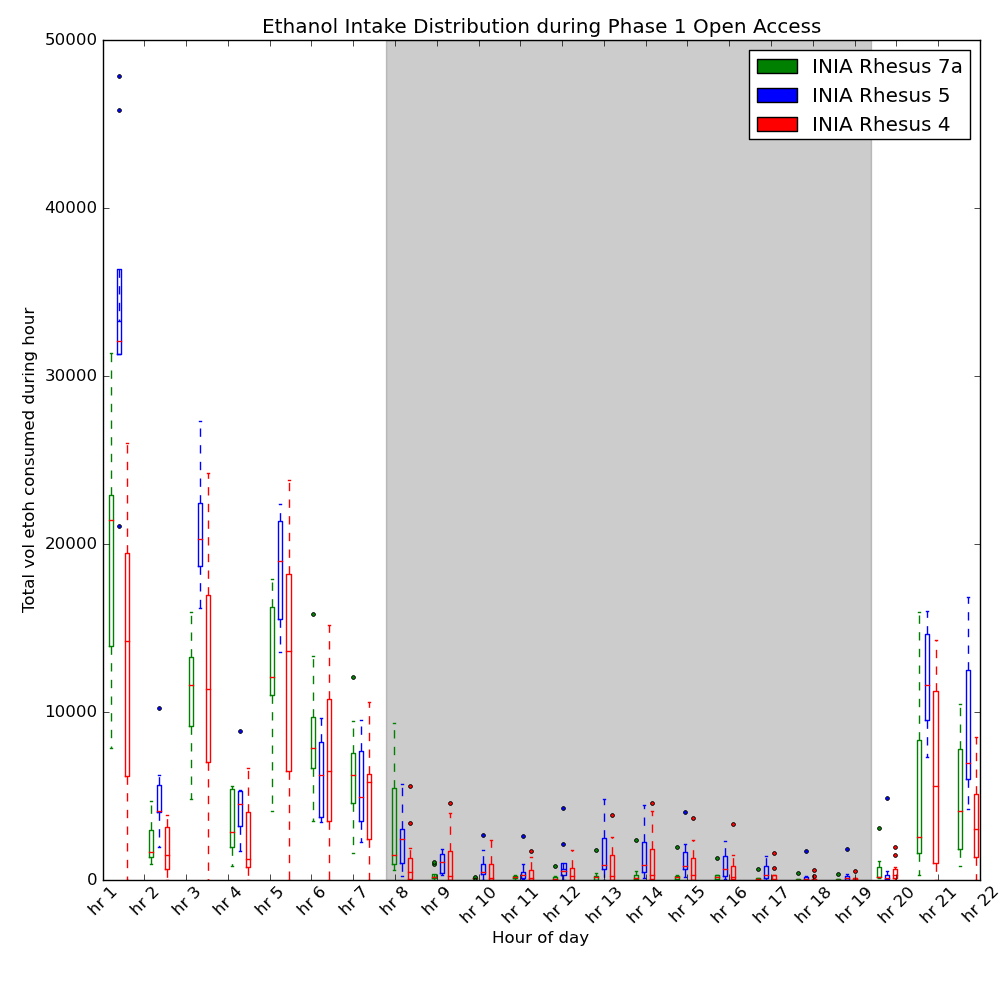 Ethanol Intake Distribution during Phase 1 Open Access
50000
40000
30000
20000
10000
0
Total vol etoh consumed during hour
INIA Rhesus 7a
INIA Rhesus 5
INIA Rhesus 4
hr 1
hr 2
hr 3
hr 4
hr 5
hr 6
hr 7
hr 8
hr 9
hr 10
hr 11
hr 12
hr 13
hr 14
hr 15
hr 16
hr 17
hr 18
hr 19
hr 20
hr 21
hr 22
Hour of day